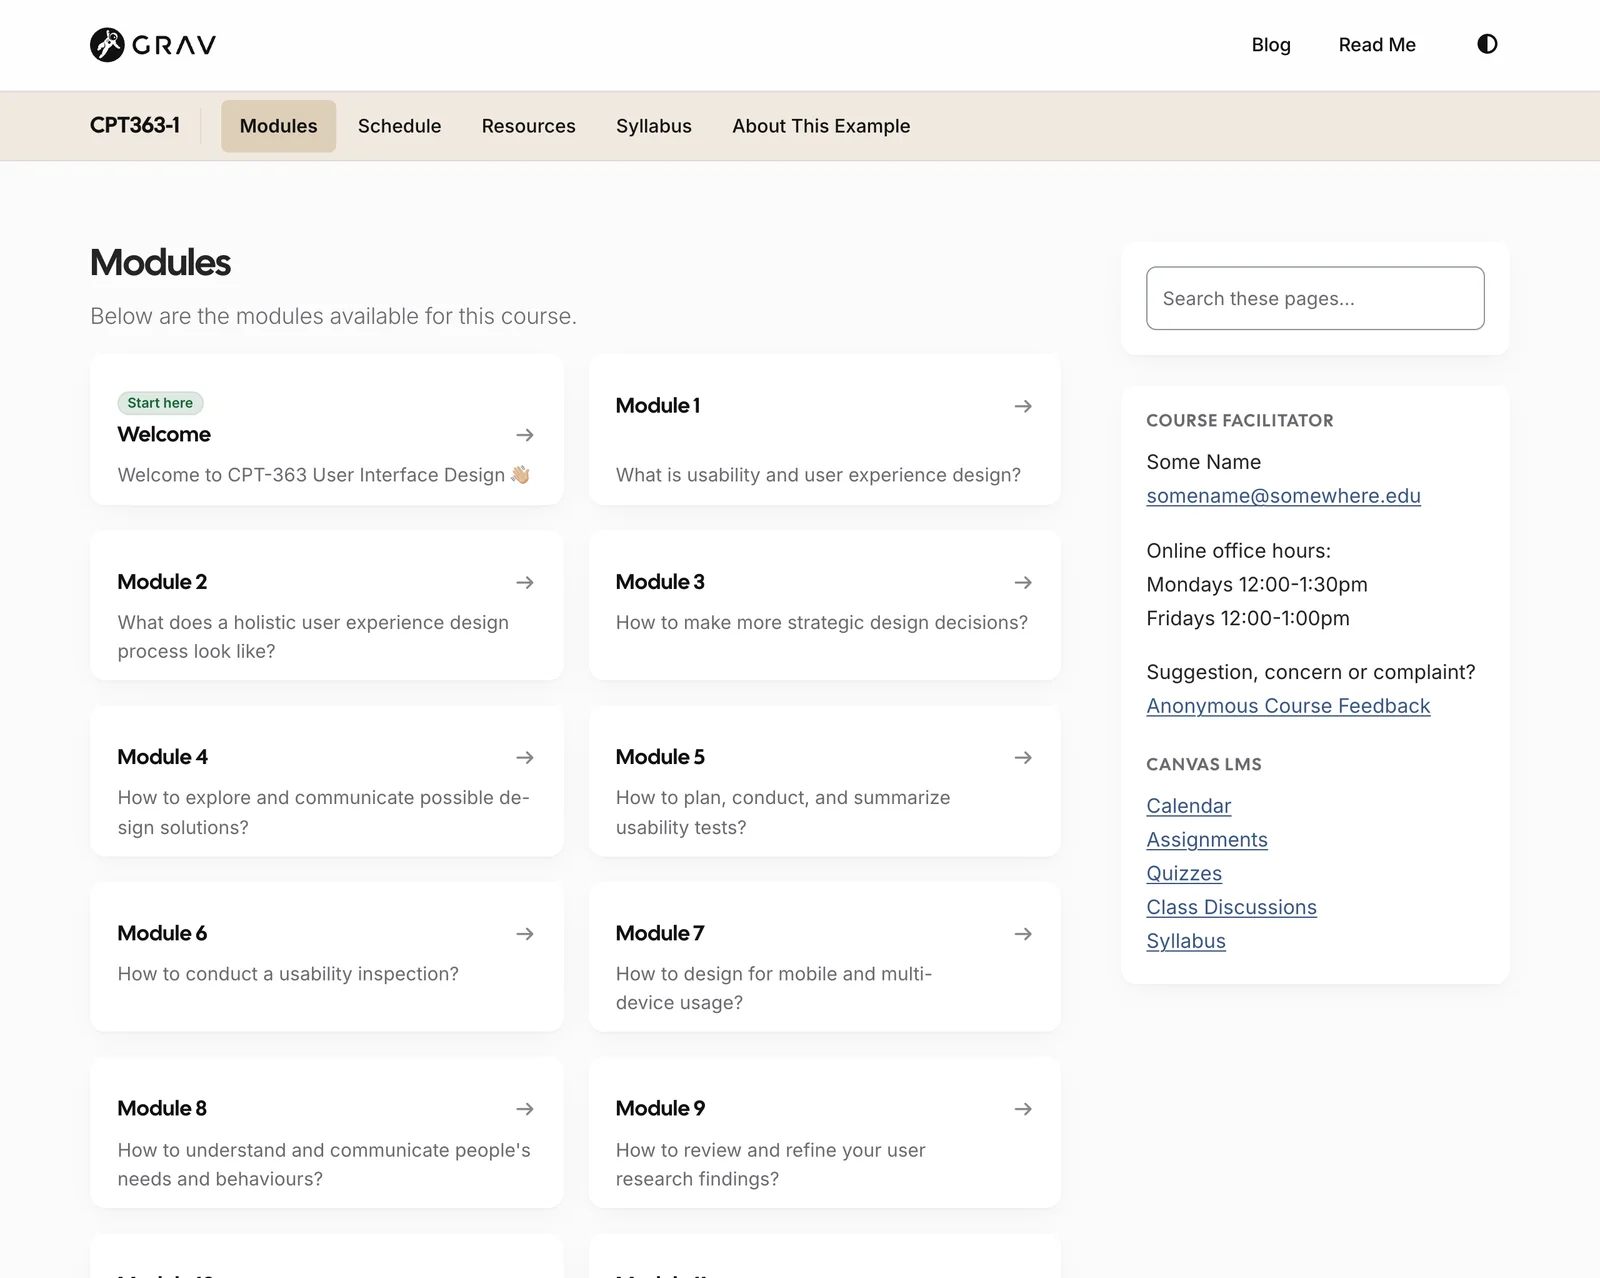 GRAV
Blog
Read Me
CPT363-1
Modules
Schedule
Resources
Syllabus
About This Example
Modules
Below are the modules available for this course.
Start here
Welcome
Welcome to CPT-363 User Interface Design 👋🏼
Module 1
What is usability and user experience design?
Module 2
What does a holistic user experience design
process look like?
Module 3
How to make more strategic design decisions?
Module 4
How to explore and communicate possible de-
sign solutions?
Module 5
How to plan, conduct, and summarize
usability tests?
Module 6
How to conduct a usability inspection?
Module 7
How to design for mobile and multi-
device usage?
Module 8
How to understand and communicate people's
needs and behaviours?
Module 9
How to review and refine your user
research findings?
Search these pages...
COURSE FACILITATOR
Some Name
somename@somewhere.edu
Online office hours:
Mondays 12:00-1:30pm
Fridays 12:00-1:00pm
Suggestion, concern or complaint?
Anonymous Course Feedback
CANVAS LMS
Calendar
Assignments
Quizzes
Class Discussions
Syllabus